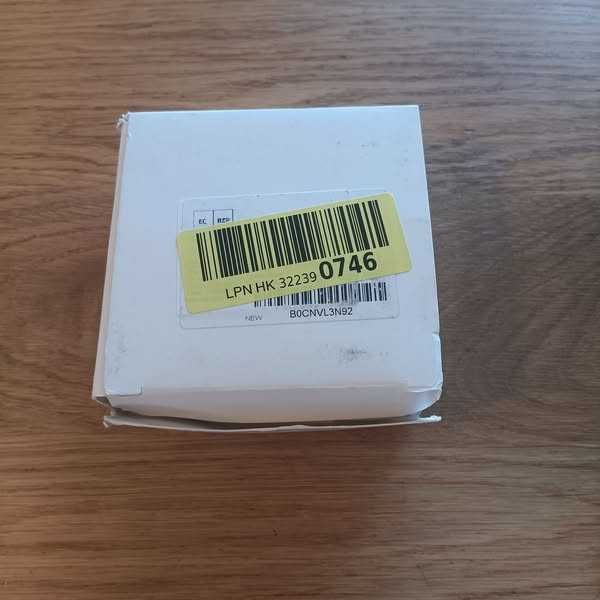 EC REP
LPN HK 32239 0746
NEW B0CNVL3N92